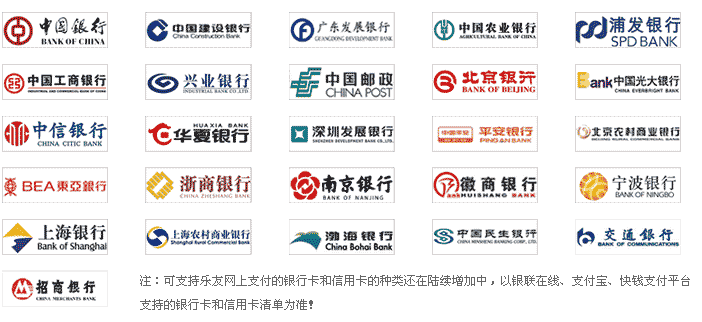 中国银行
BANK OF CHINA
中国建设银行
China Construction Bank
广东发展银行
GUANGDONG DEVELOPMENT BANK
中国农业银行
AGRICULTURAL BANK OF CHINA
浦发银行
SPD BANK
中国工商银行
INDUSTRIAL AND COMMERCIAL BANK OF CHINA
兴业银行
INDUSTRIAL BANK CO.,LTD.
中国邮政
CHINA POST
北京银行
BANK OF BEIJING
Bank中国光大银行
CHINA EVERBRIGHT BANK
中信银行
CHINA CITIC BANK
HUAXIA BANK
华夏银行
深圳发展银行
SHENZHEN DEVELOPMENT BANK CO., LTD.
中国平安
平安银行
PING AN BANK
北京农村商业银行
BEIJING RURAL COMMERCIAL BANK
BEA東亞銀行
浙商银行
CHINA ZHESHANG BANK
南京银行
BANK OF NANJING
徽商银行
HUISHANG BANK
宁波银行
BANK OF NINGBO
上海银行
Bank of Shanghai
上海农村商业银行
Shanghai Rural Commercial Bank
渤海银行
China Bohai Bank
中国民生银行
CHINA MINSHENG BANKING CORP., LTD.
交通銀行
BANK OF COMMUNICATIONS
招商银行
CHINA MERCHANTS BANK
注：可支持乐友网上支付的银行卡和信用卡的种类还在陆续增加中，以银联在线、支付宝、快钱支付平台
支持的银行卡和信用卡清单为准！